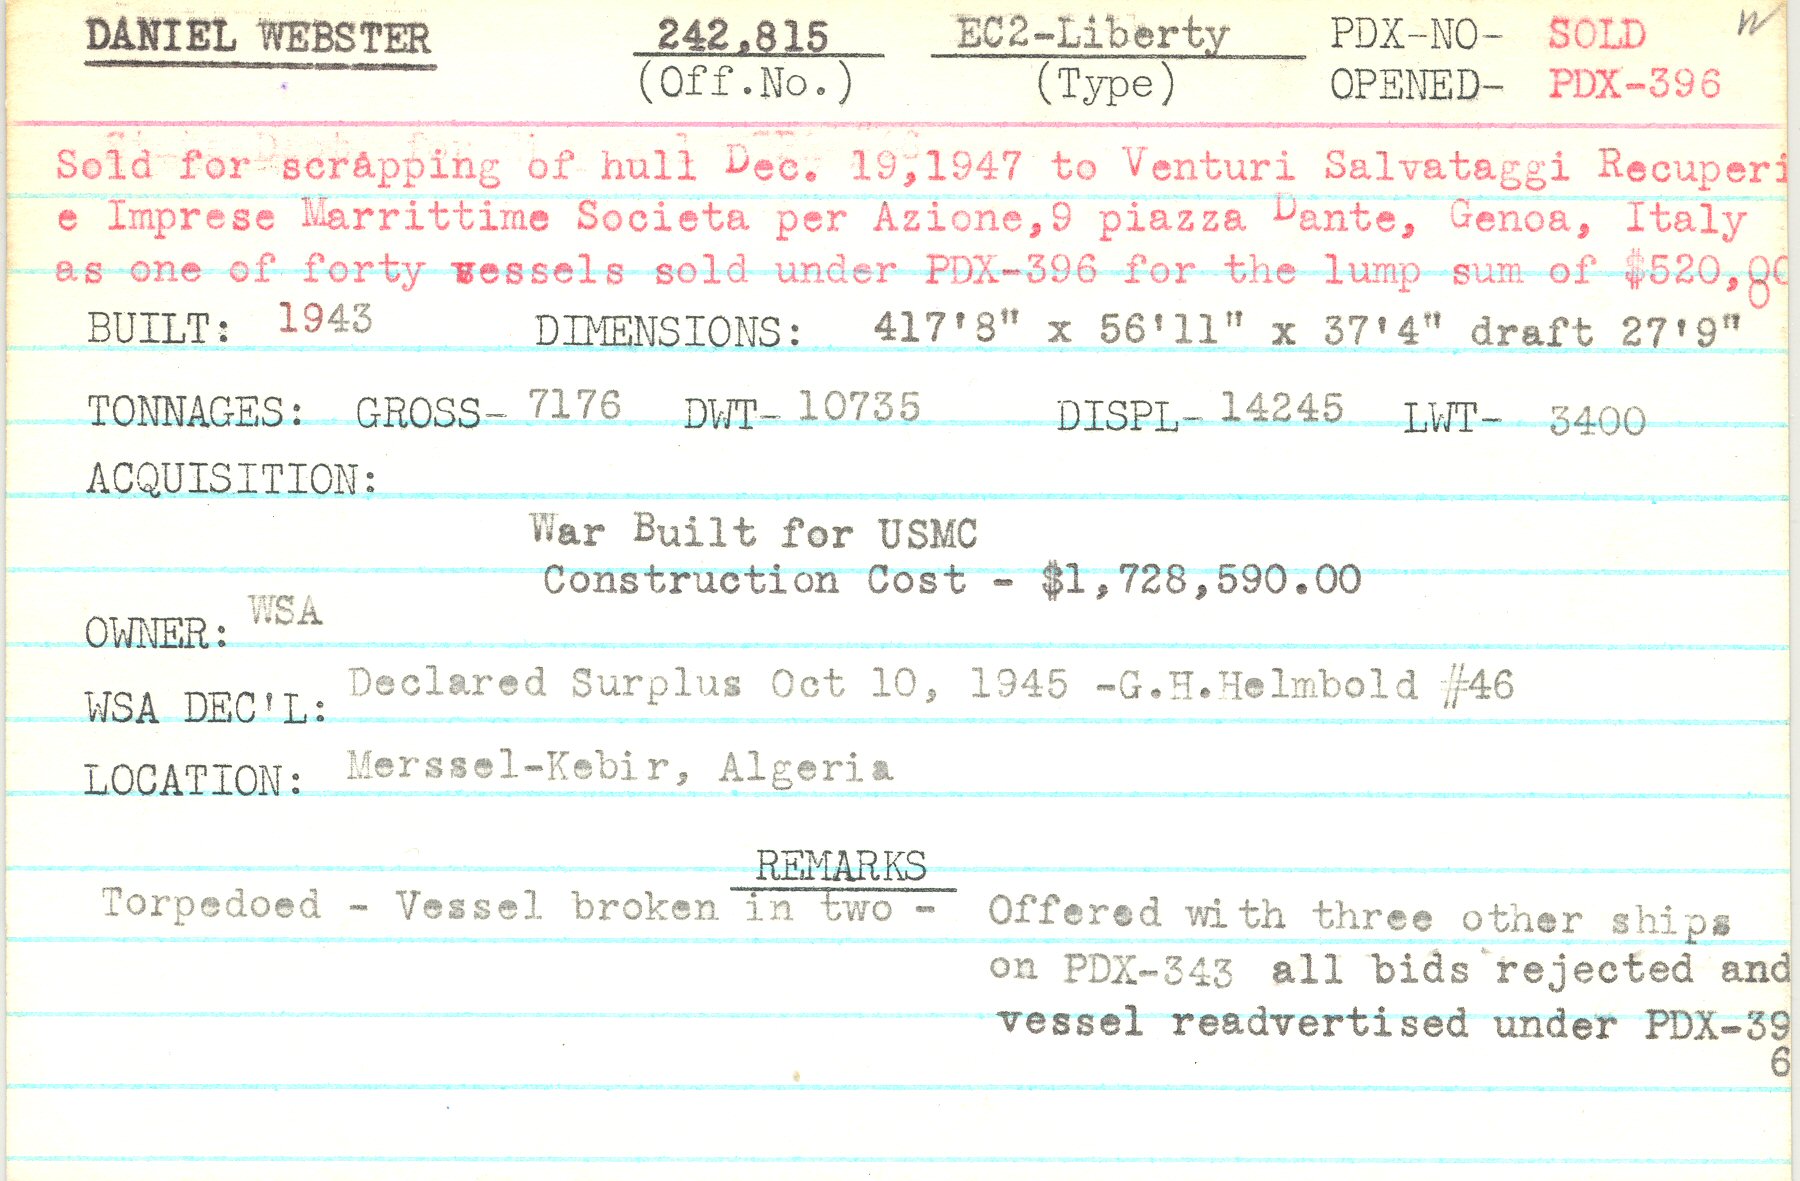 DANIEL WEBSTER 242,815 EC2-Liberty PDX-NO- SOLD W
(Off.No.) (Type) OPENED- PDX-396
Sold for scrapping of hull Dec. 19,1947 to Venturi Salvataggi Recuperi
e Imprese Marrittime Societa per Azione,9 piazza Dante, Genoa, Italy
as one of forty vessels sold under PDX-396 for the lump sum of $520,00
0
BUILT: 1943 DIMENSIONS: 417'8" x 56'11" x 37'4" draft 27'9"
TONNAGES: GROSS- 7176 DWT- 10735 DISPL- 14245 LWT- 3400
ACQUISITION:
War Built for USMC
Construction Cost - $1,728,590.00
OWNER: WSA
WSA DEC'L: Declared Surplus Oct 10, 1945 -G.H.Helmbold #46
LOCATION: Merssel-Kebir, Algeria
REMARKS
Torpedoed - Vessel broken in two - Offered with three other ships
on PDX-343 all bids rejected and
vessel readvertised under PDX-39
6